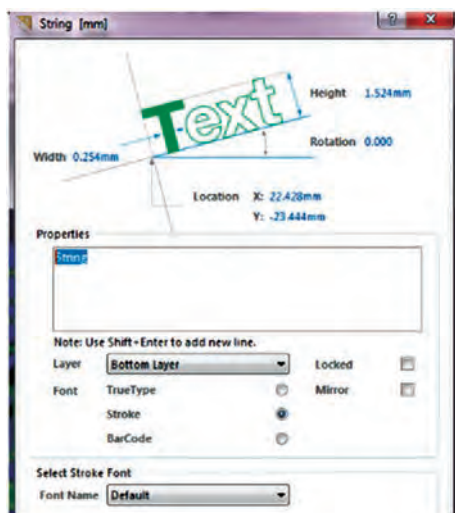 String [mm]
Text
Height 1.524mm
Rotation 0.000
Width 0.254mm
Location X: 22.428mm
Y: -23.444mm
Properties
String
Note: Use Shift+Enter to add new line.
Layer Bottom Layer Locked
Font TrueType Mirror
Stroke
BarCode
Select Stroke Font
Font Name Default